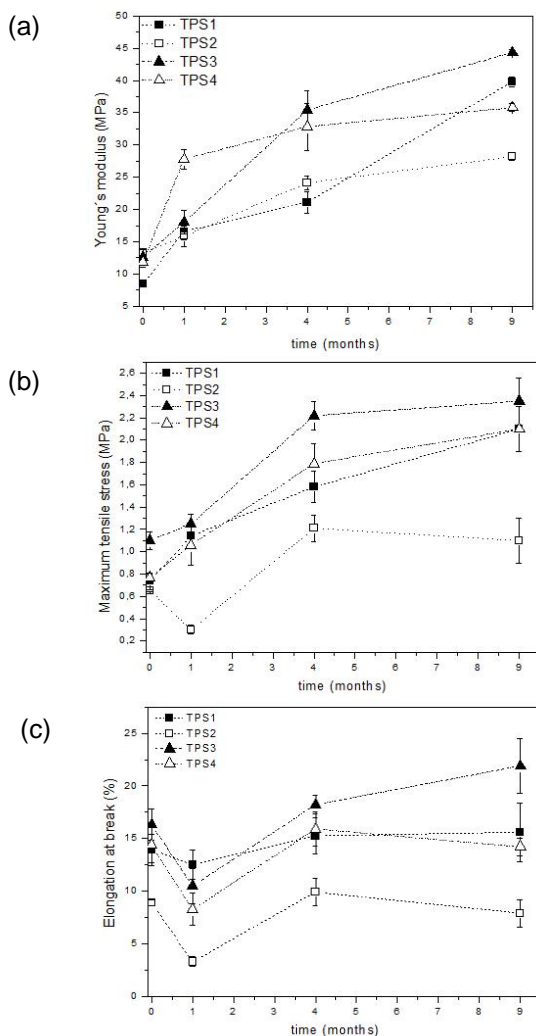 (a)
TPS1
TPS2
TPS3
TPS4
Young´s modulus (MPa)
50
45
40
35
30
25
20
15
10
5
0 1 2 3 4 5 6 7 8 9
time (months)
(b)
TPS1
TPS2
TPS3
TPS4
Maximum tensile stress (MPa)
2,6
2,4
2,2
2,0
1,8
1,6
1,4
1,2
1,0
0,8
0,6
0,4
0,2
0 1 2 3 4 5 6 7 8 9
time (months)
(c)
TPS1
TPS2
TPS3
TPS4
Elongation at break (%)
25
20
15
10
5
0
0 1 2 3 4 5 6 7 8 9
time (months)